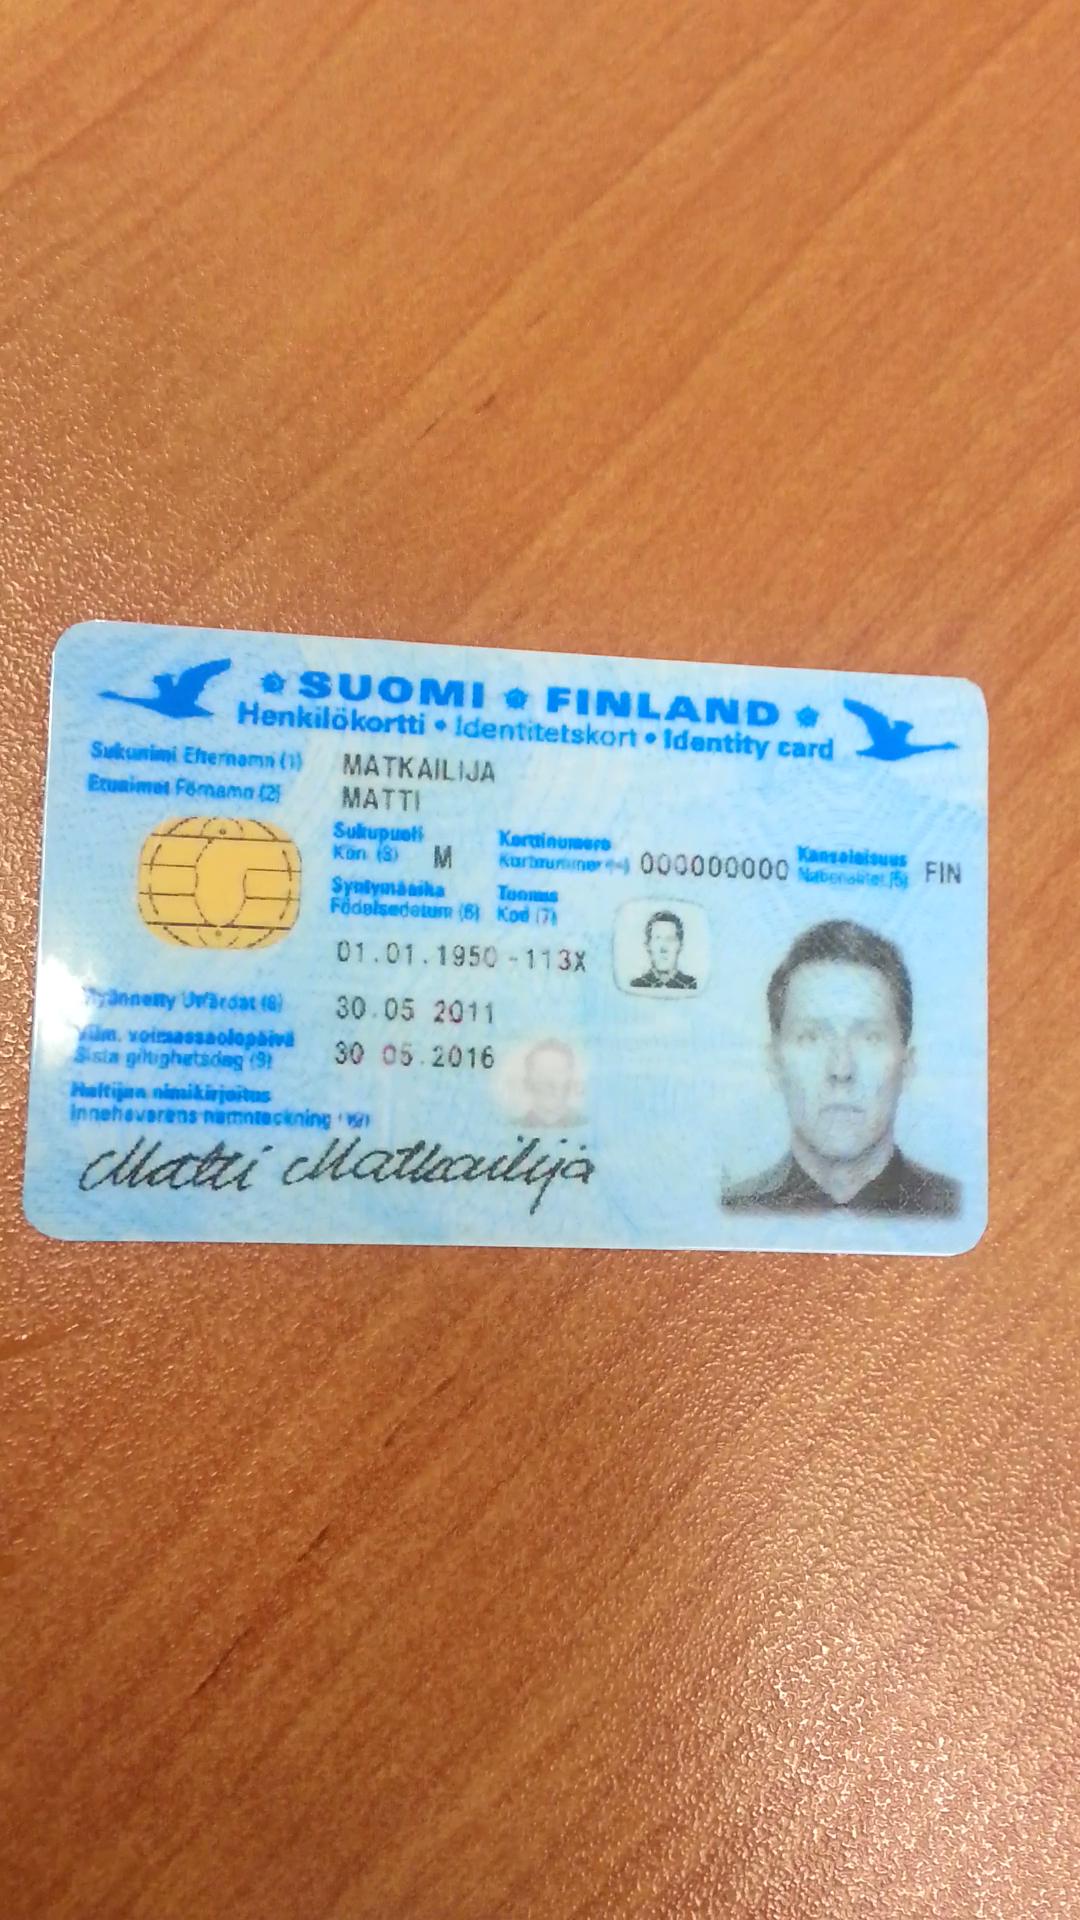 SUOMI FINLAND
Henkilökortti • Identitetskort • Identity card
Sukunimi Efternamn (1)
MATKAILIJA
Etunimet Förnamn (2)
MATTI
Sukupuoli
Kön (3)
M
Korttinumero
Kortnummer (4)
000000000
Kansalaisuus
Nationalitet (5)
FIN
Syntymäaika
Födelsedatum (6)
Tunnus
Kod (7)
01.01.1950 -113X
Myönnetty Utfärdat (8)
30.05 2011
Viim. voimassaolopäivä
Sista giltighetsdag (9)
30 05.2016
Haltijan nimikirjoitus
Innehavarens namnteckning (10)
Matti Matkailija